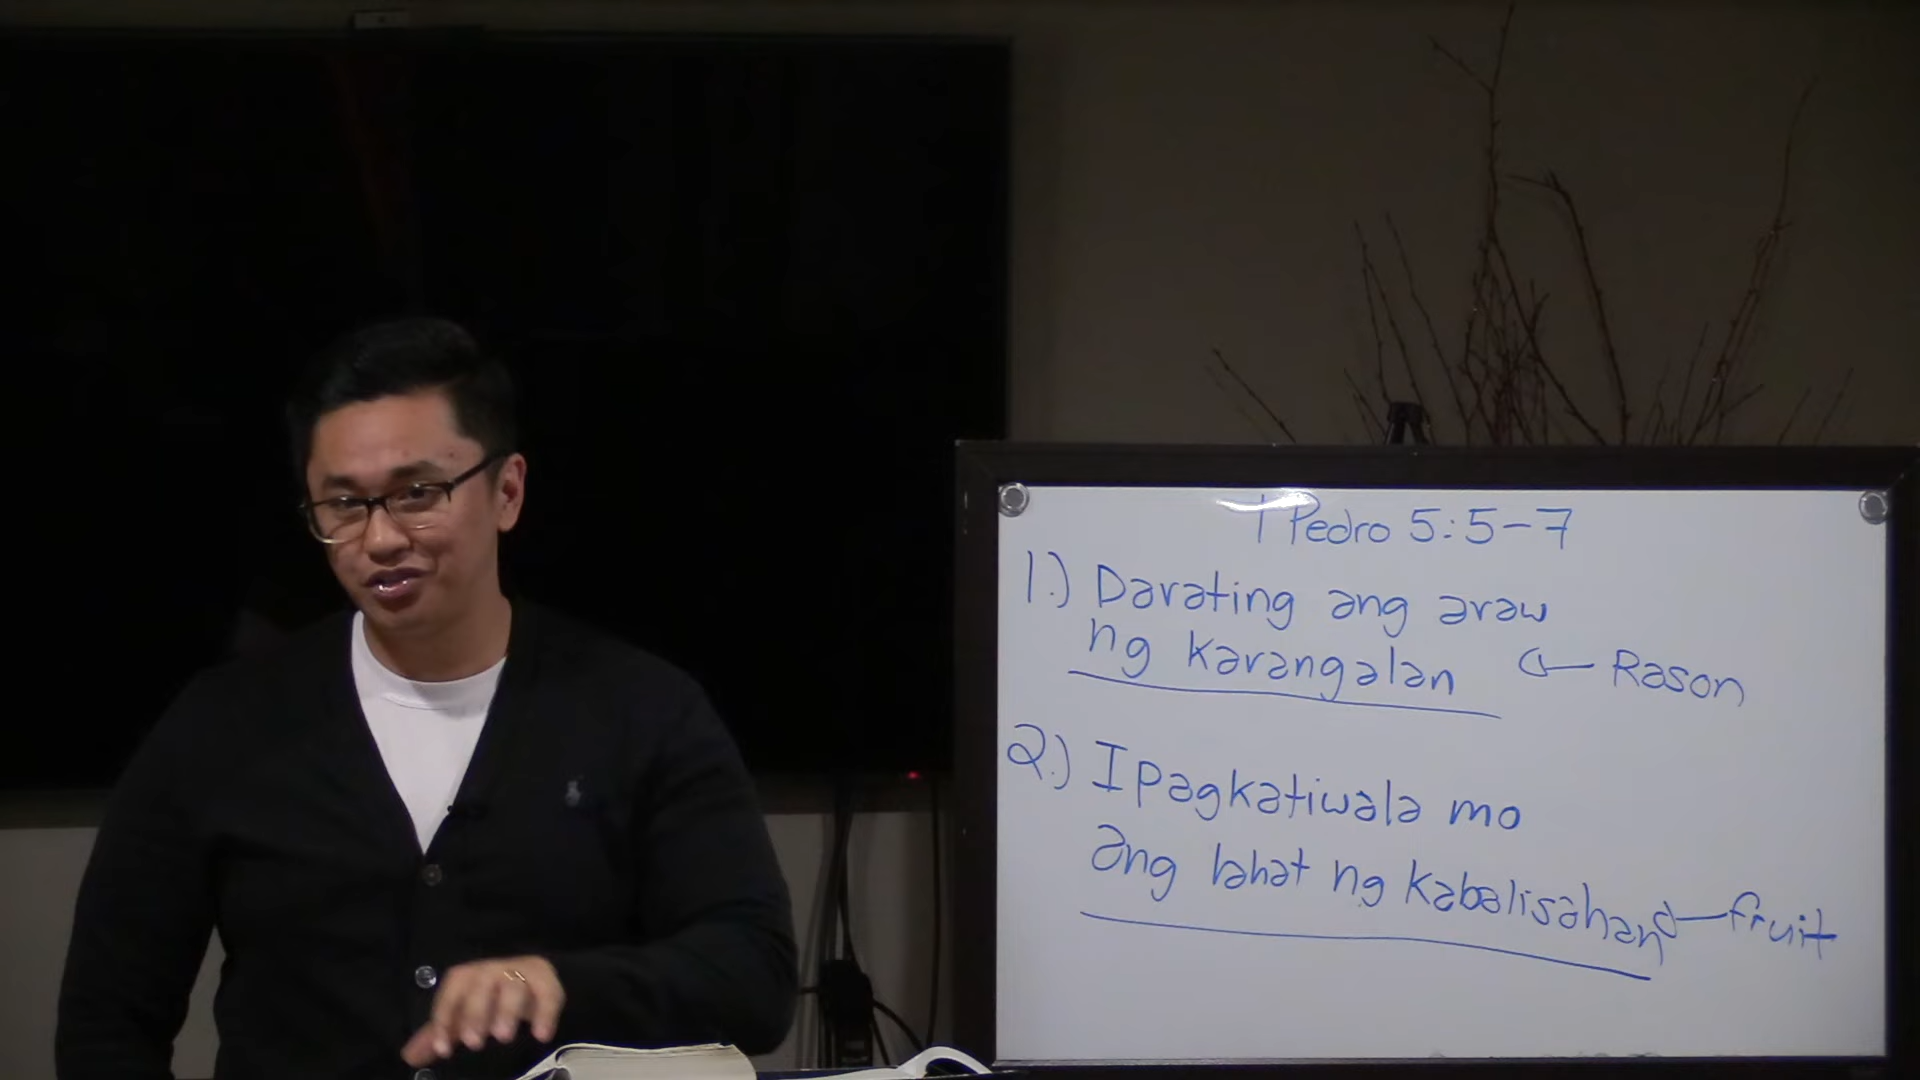 1 Pedro 5:5-7
1.) Darating ang araw
ng karangalan ← Rason
2.) Ipagkatiwala mo
ang lahat ng kabalisahan ← fruit